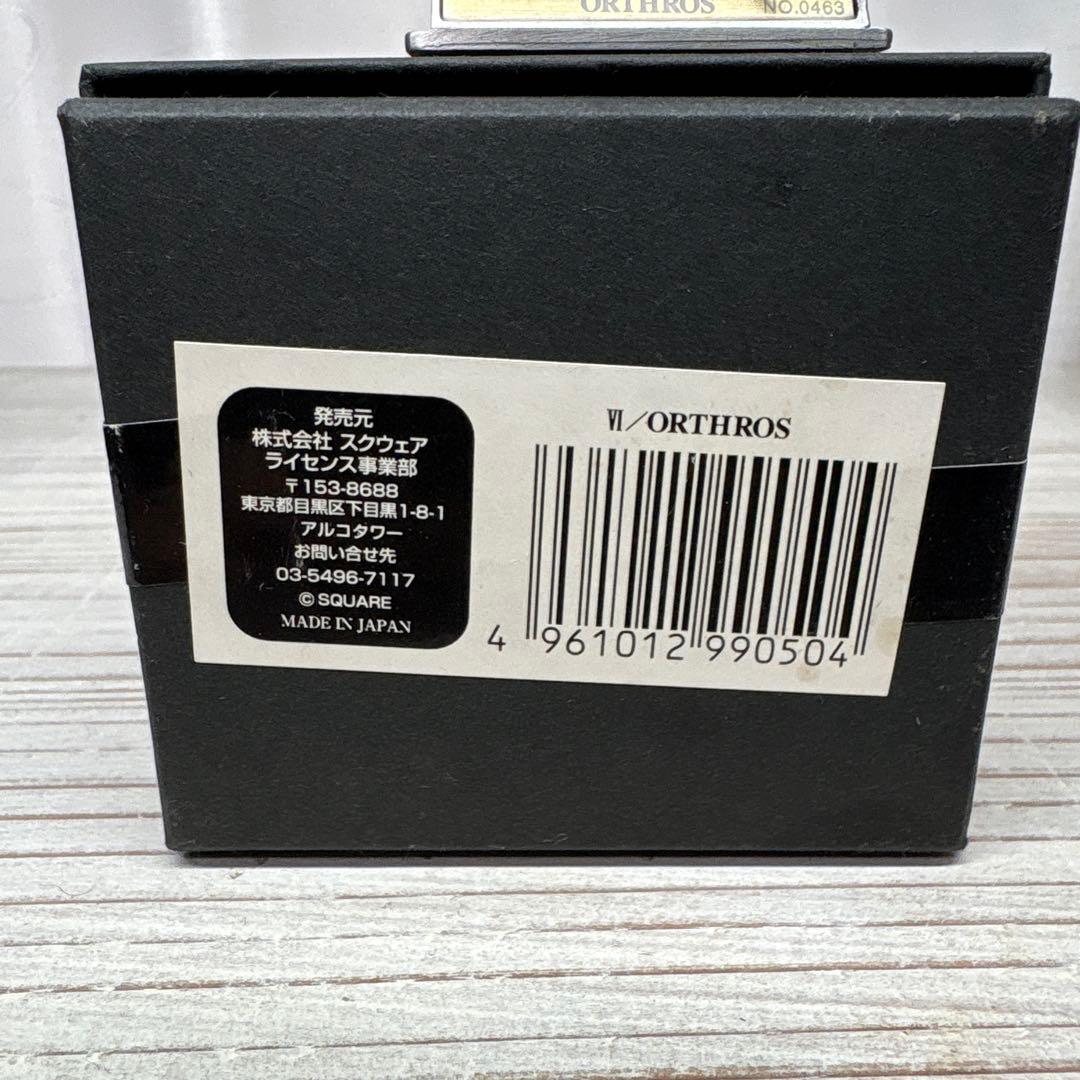 ORTHROS
NO.0463
発売元
株式会社 スクウェア
ライセンス事業部
〒153-8688
東京都目黒区下目黒1-8-1
アルコタワー
お問い合せ先
03-5496-7117
© SQUARE
MADE IN JAPAN
Ⅶ/ORTHROS
4 961012 990504